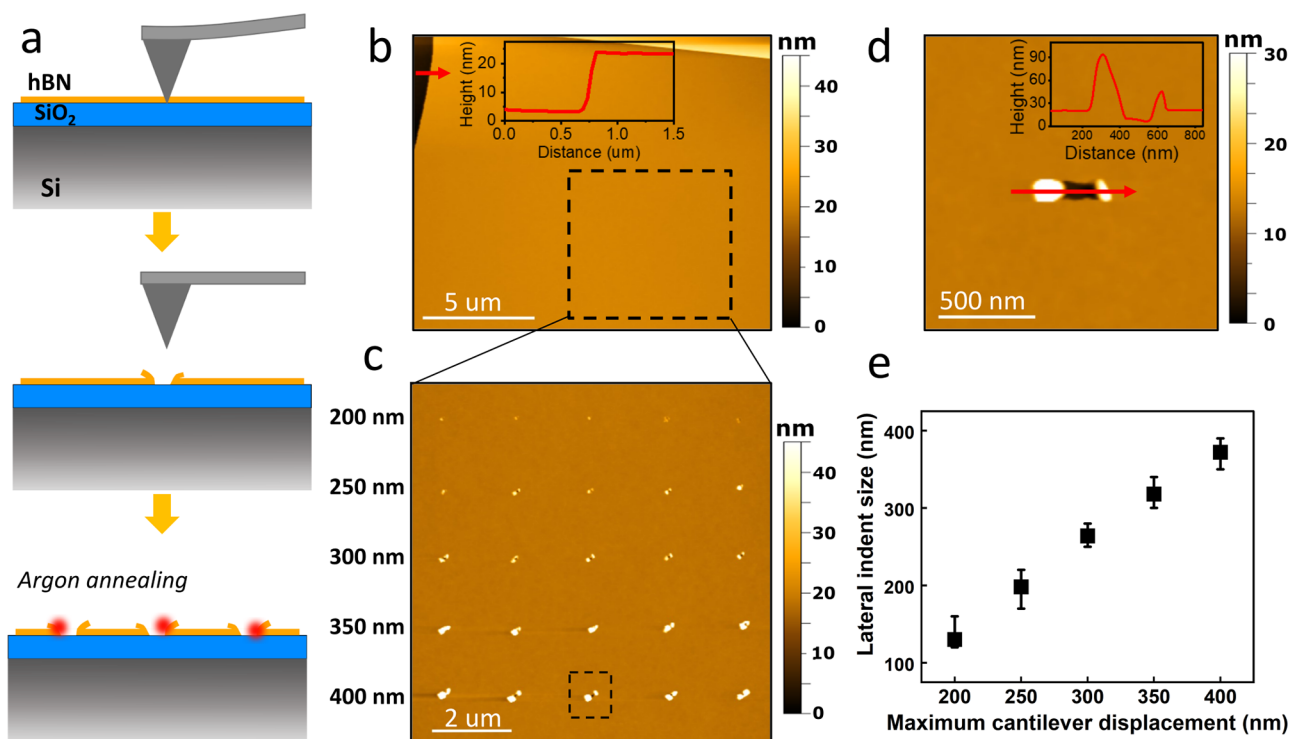 a
hBN
SiO₂
Si
Argon annealing
b
nm
40
30
20
10
0
Height (nm)
20
10
0
0.0
0.5
1.0
1.5
Distance (um)
5 um
c
200 nm
250 nm
300 nm
350 nm
400 nm
nm
40
30
20
10
0
2 um
d
nm
30
20
10
0
Height (nm)
90
60
30
0
200
400
600
800
Distance (nm)
500 nm
e
Lateral indent size (nm)
400
300
200
100
200
250
300
350
400
Maximum cantilever displacement (nm)